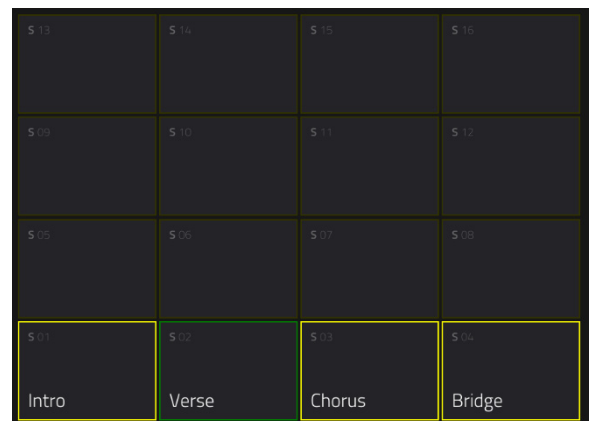 S 13 S 14 S 15 S 16
S 09 S 10 S 11 S 12
S 05 S 06 S 07 S 08
S 01 S 02 S 03 S 04
Intro Verse Chorus Bridge